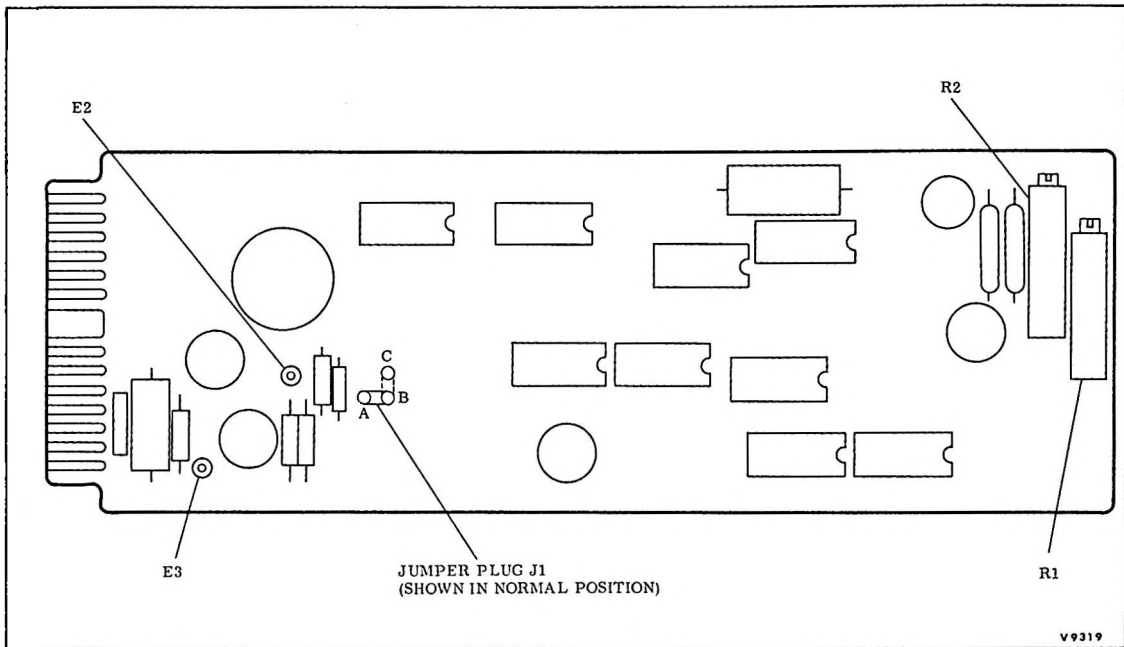 E2
R2
C
A
B
E3
JUMPER PLUG J1
(SHOWN IN NORMAL POSITION)
R1
V9319